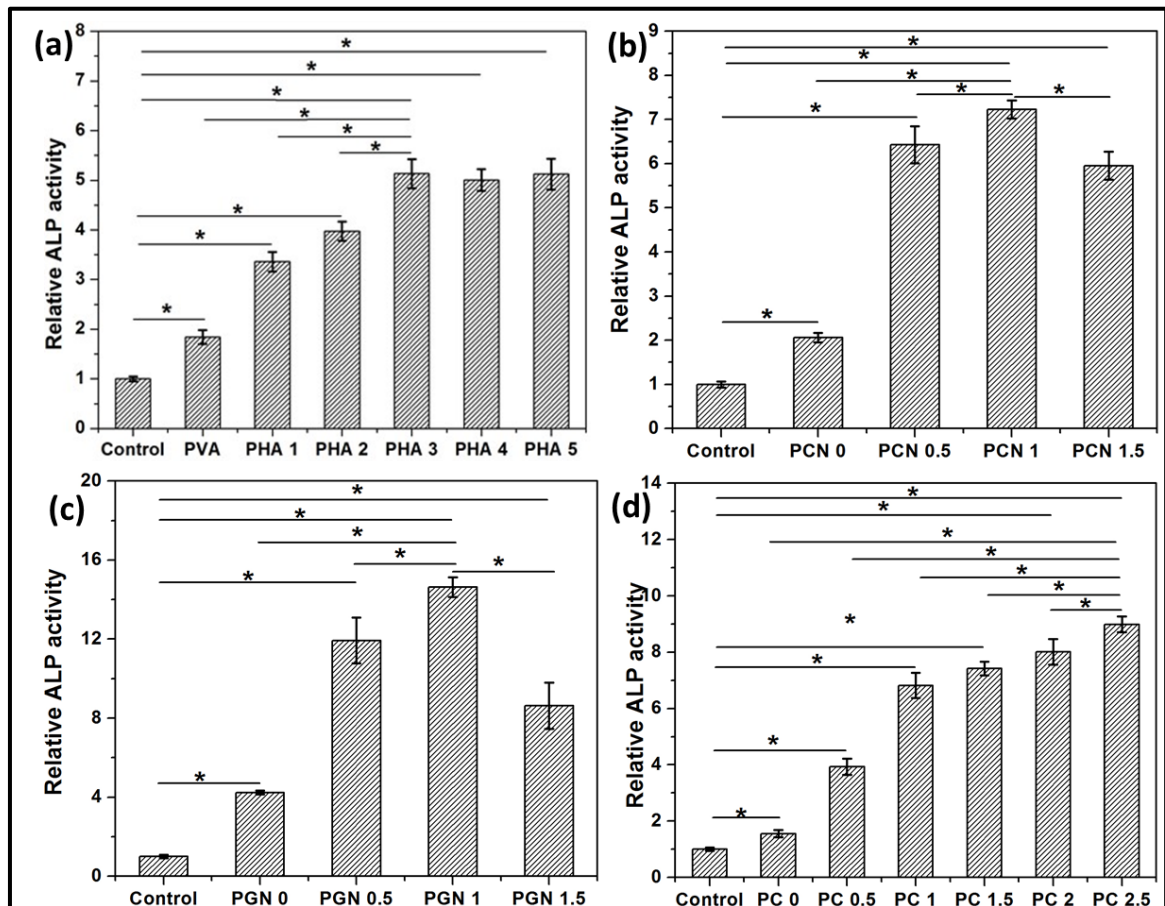 (a)
Relative ALP activity
8
7
6
5
4
3
2
1
0
* * * * * * * * *
Control PVA PHA 1 PHA 2 PHA 3 PHA 4 PHA 5
(b)
Relative ALP activity
9
8
7
6
5
4
3
2
1
0
* * * * * * *
Control PCN 0 PCN 0.5 PCN 1 PCN 1.5
(c)
Relative ALP activity
20
16
12
8
4
0
* * * * * * *
Control PGN 0 PGN 0.5 PGN 1 PGN 1.5
(d)
Relative ALP activity
14
12
10
8
6
4
2
0
* * * * * * * * * * *
Control PC 0 PC 0.5 PC 1 PC 1.5 PC 2 PC 2.5